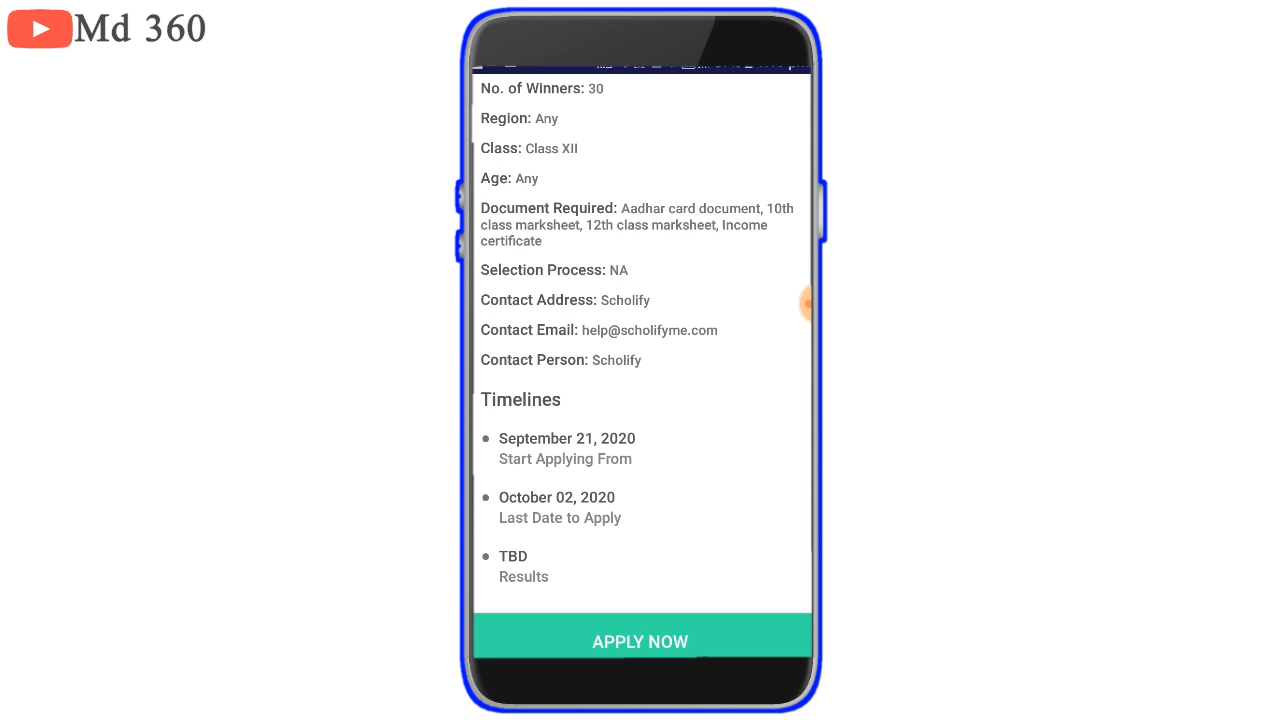 Md 360
No. of Winners: 30
Region: Any
Class: Class XII
Age: Any
Document Required: Aadhar card document, 10th
class marksheet, 12th class marksheet, Income
certificate
Selection Process: NA
Contact Address: Scholify
Contact Email: help@scholifyme.com
Contact Person: Scholify
Timelines
September 21, 2020
Start Applying From
October 02, 2020
Last Date to Apply
TBD
Results
APPLY NOW